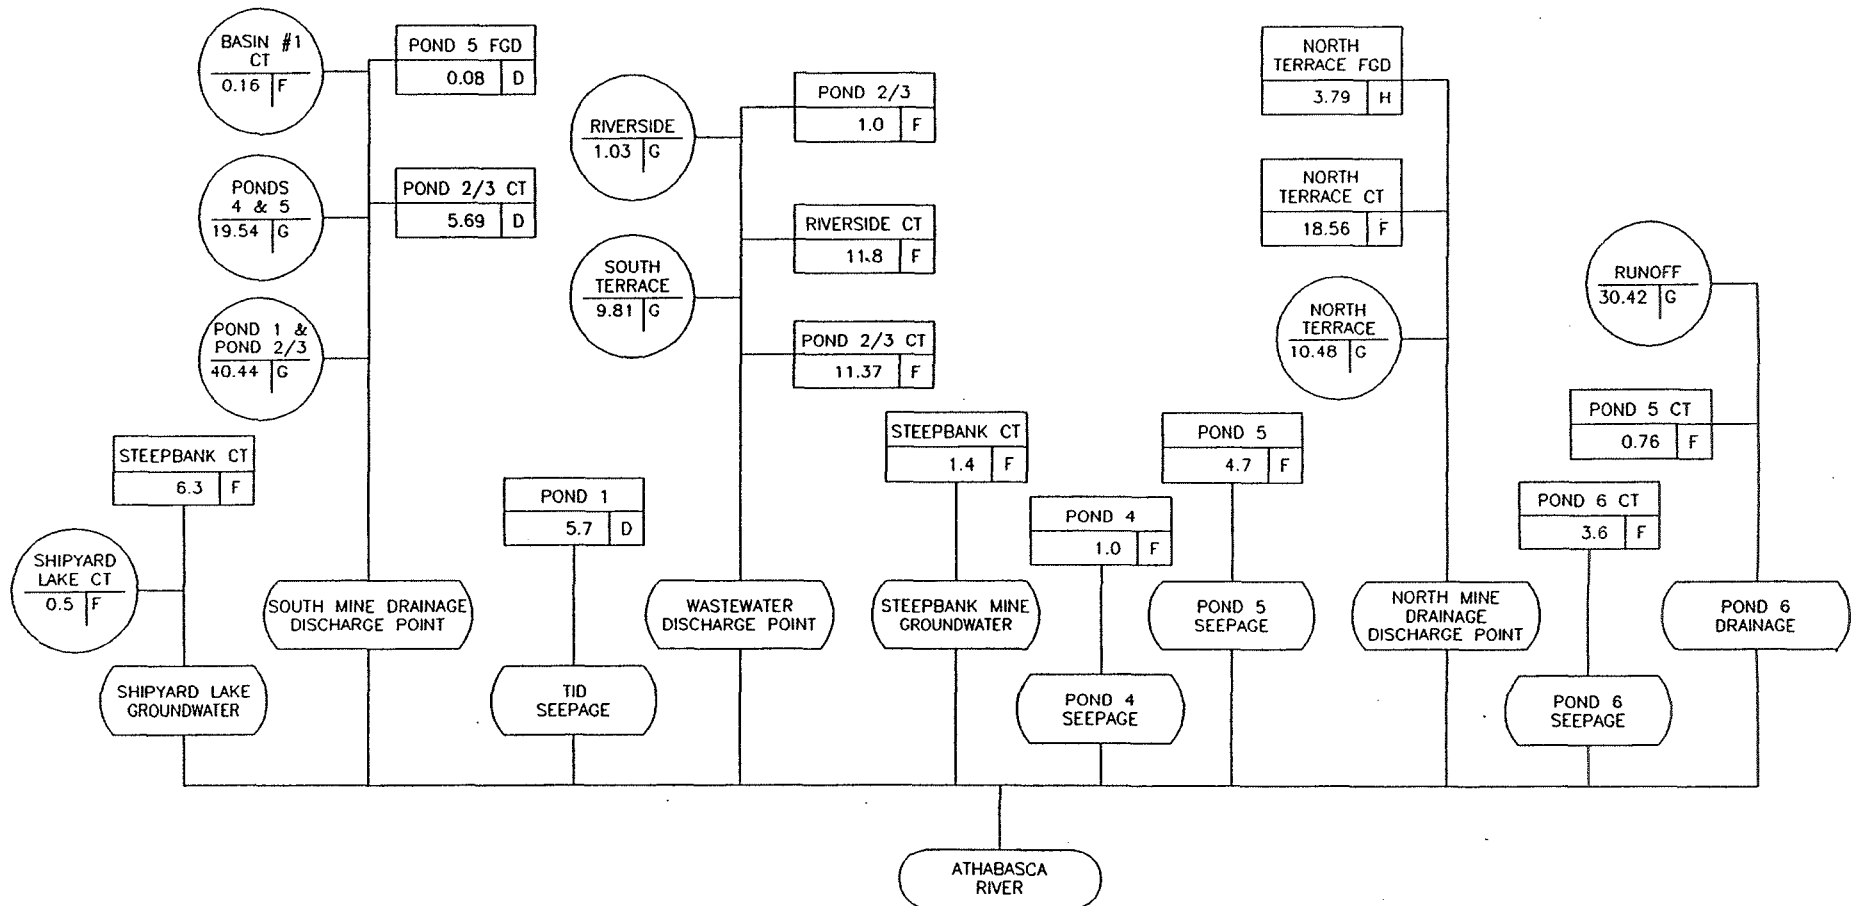 BASIN #1
CT
0.16 F
POND 5 FGD
0.08 D
PONDS
4 & 5
19.54 G
POND 2/3 CT
5.69 D
POND 1 &
POND 2/3
40.44 G
STEEPBANK CT
6.3 F
SHIPYARD
LAKE CT
0.5 F
SHIPYARD LAKE
GROUNDWATER
SOUTH MINE DRAINAGE
DISCHARGE POINT
POND 1
5.7 D
TID
SEEPAGE
RIVERSIDE
1.03 G
POND 2/3
1.0 F
RIVERSIDE CT
11.8 F
SOUTH
TERRACE
9.81 G
POND 2/3 CT
11.37 F
WASTEWATER
DISCHARGE POINT
STEEPBANK CT
1.4 F
STEEPBANK MINE
GROUNDWATER
POND 4
1.0 F
POND 4
SEEPAGE
POND 5
4.7 F
POND 5
SEEPAGE
NORTH
TERRACE FGD
3.79 H
NORTH
TERRACE CT
18.56 F
NORTH
TERRACE
10.48 G
NORTH MINE
DRAINAGE
DISCHARGE POINT
POND 6 CT
3.6 F
POND 6
SEEPAGE
RUNOFF
30.42 G
POND 5 CT
0.76 F
POND 6
DRAINAGE
ATHABASCA
RIVER